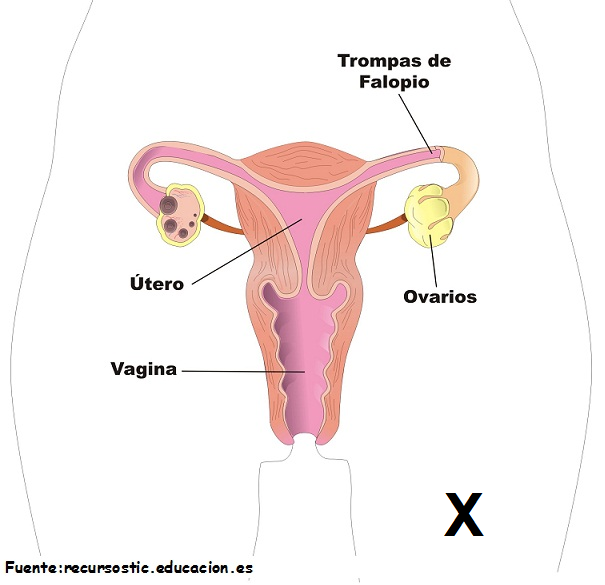 Trompas de
Falopio
Útero
Ovarios
Vagina
X
Fuente:recursostic.educacion.es